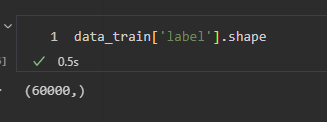 1 data_train['label'].shape
0.5s
(60000,)